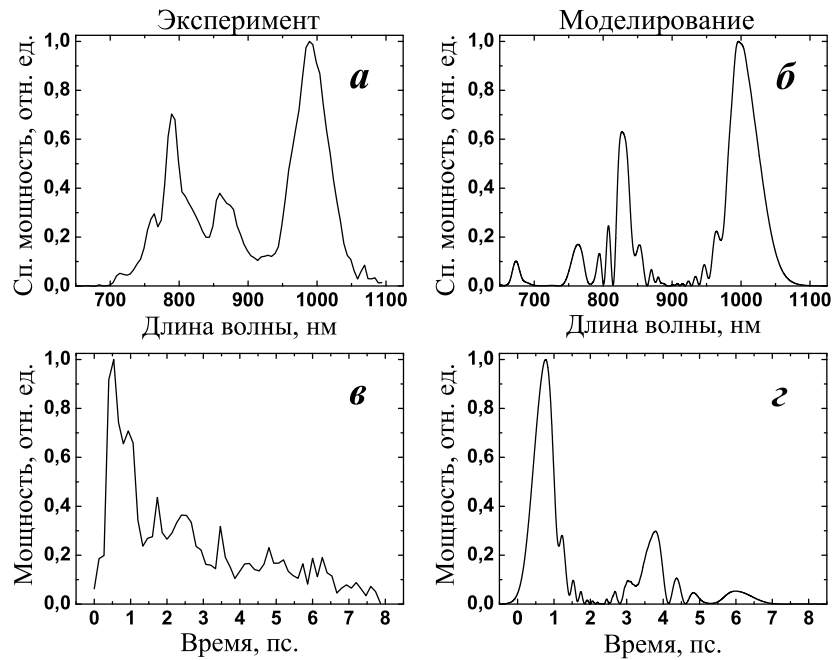 Эксперимент
Моделирование
Сп. мощность, отн. ед.
1,0
0,8
0,6
0,4
0,2
0,0
а
700 800 900 1000 1100
Длина волны, нм
Сп. мощность, отн. ед.
1,0
0,8
0,6
0,4
0,2
0,0
б
700 800 900 1000 1100
Длина волны, нм
Мощность, отн. ед.
1,0
0,8
0,6
0,4
0,2
0,0
в
0 1 2 3 4 5 6 7 8
Время, пс.
Мощность, отн. ед.
1,0
0,8
0,6
0,4
0,2
0,0
г
0 1 2 3 4 5 6 7 8
Время, пс.